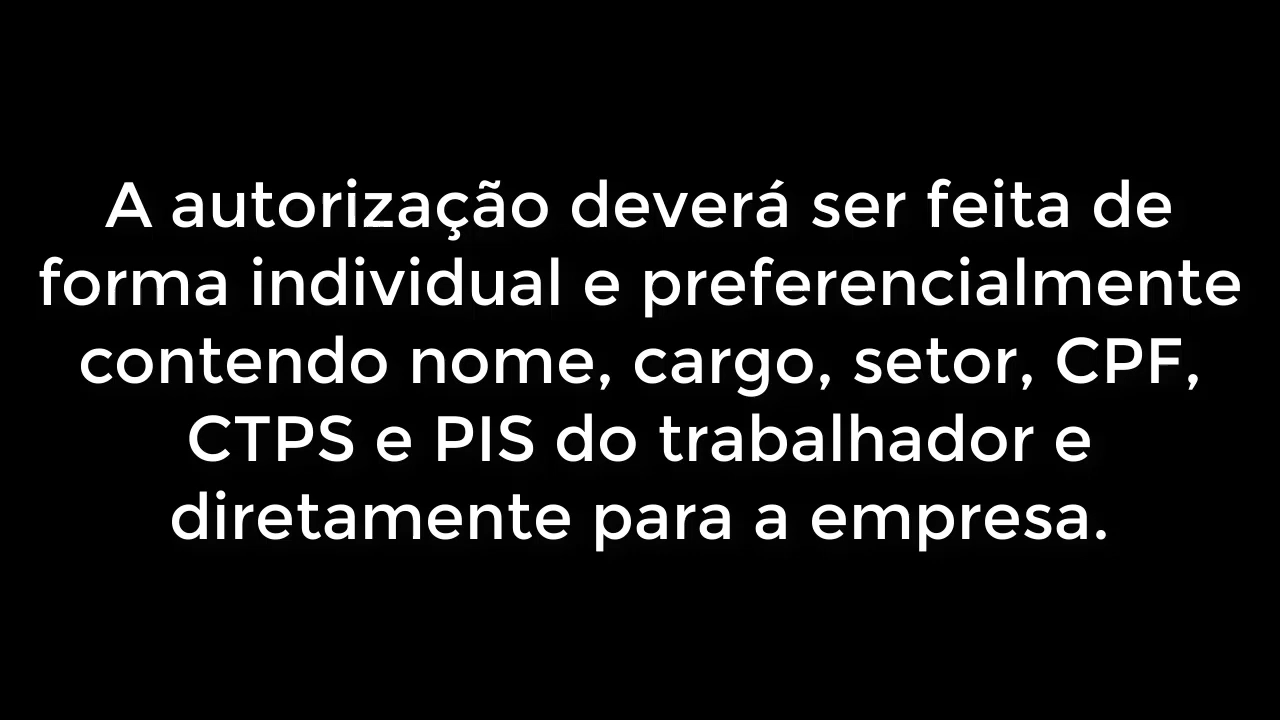 A autorização deverá ser feita de
forma individual e preferencialmente
contendo nome, cargo, setor, CPF,
CTPS e PIS do trabalhador e
diretamente para a empresa.